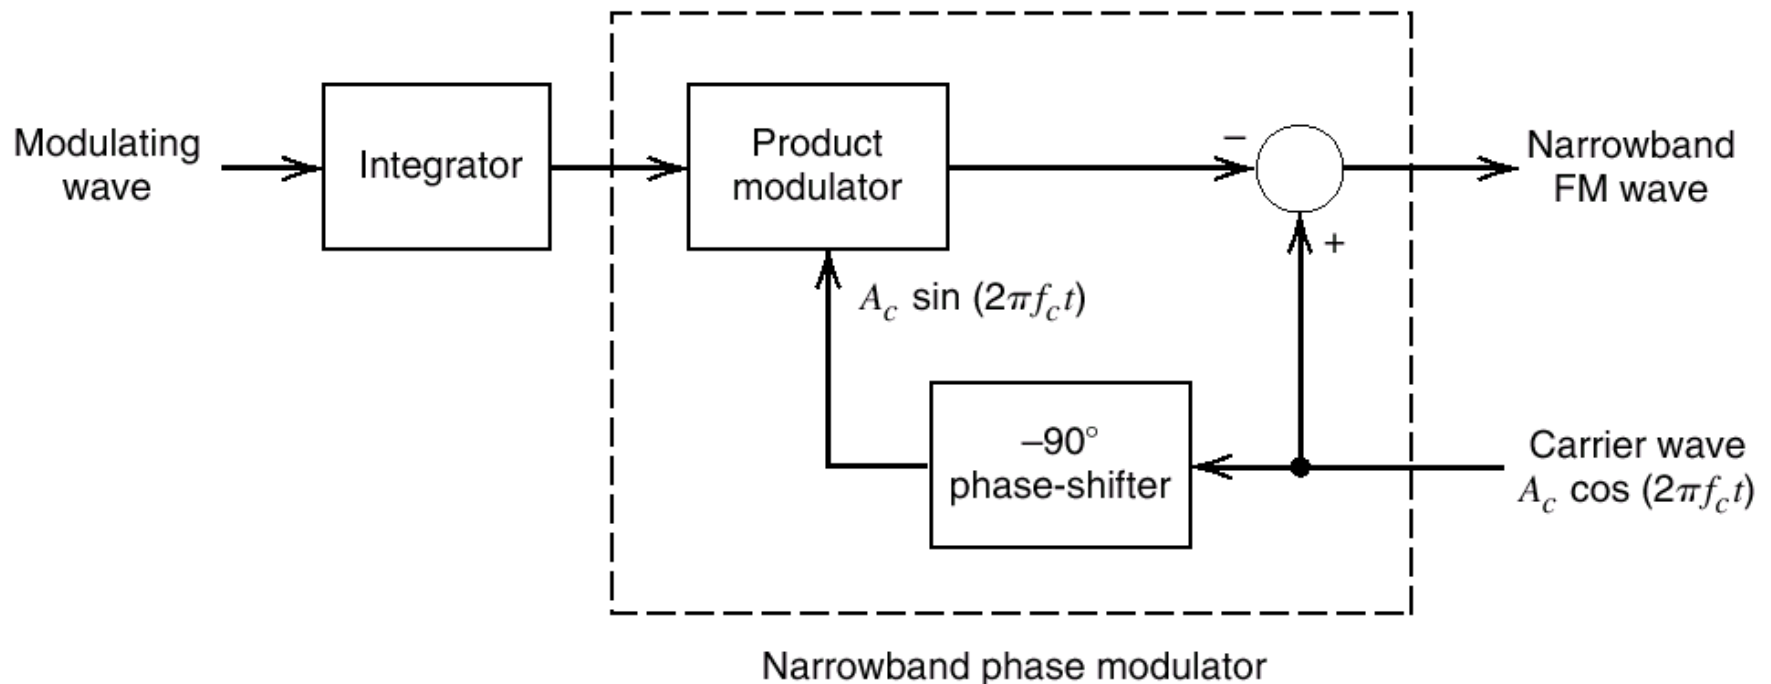 Modulating
wave
Integrator
Product
modulator
–
Narrowband
FM wave
+
A_c sin (2πf_ct)
–90°
phase-shifter
Carrier wave
A_c cos (2πf_ct)
Narrowband phase modulator